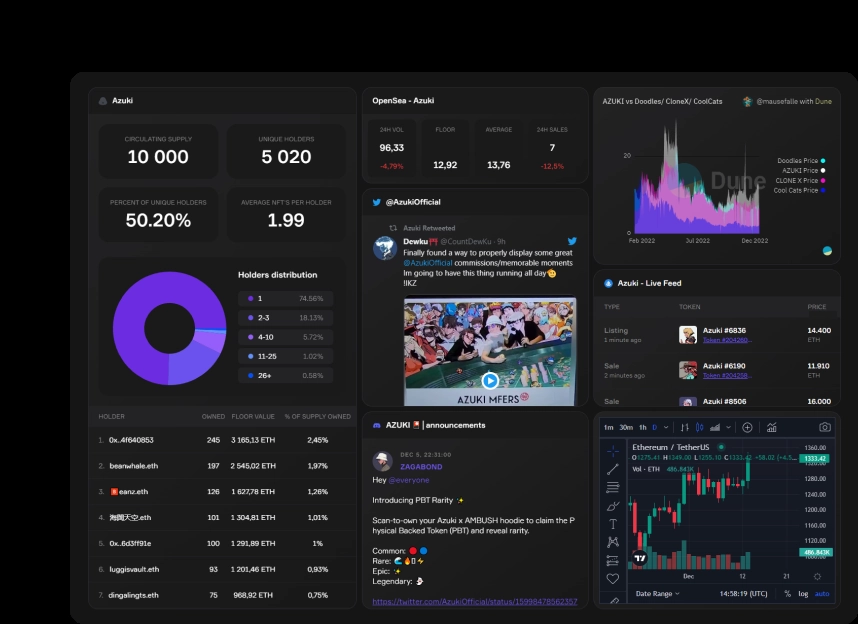 Azuki
CIRCULATING SUPPLY
10 000
UNIQUE HOLDERS
5 020
PERCENT OF UNIQUE HOLDERS
50.20%
AVERAGE NFT'S PER HOLDER
1.99
Holders distribution
1 74.56%
2-3 18.13%
4-10 5.72%
11-25 1.02%
26+ 0.58%
HOLDER OWNED FLOOR VALUE % OF SUPPLY OWNED
1. 0x..4f640853 245 3 165,13 ETH 2,45%
2. beanwhale.eth 197 2 545,02 ETH 1,97%
3. eanz.eth 126 1 627,78 ETH 1,26%
4. 海阔天空.eth 101 1 304,81 ETH 1,01%
5. 0x..6d3ff91e 100 1 291,89 ETH 1%
6. luggisvault.eth 93 1 201,46 ETH 0,93%
7. dingalingts.eth 75 968,92 ETH 0,75%
OpenSea - Azuki
24H VOL
96,33
-4,79%
FLOOR
12,92
AVERAGE
13,76
24H SALES
7
-12,5%
@AzukiOfficial
Azuki Retweeted
Dewku @CountDewKu · 9h
Finally found a way to properly display some great
@AzukiOfficial commissions/memorable moments
Im going to have this thing running all day
!IKZ
AZUKI MFERS
AZUKI | announcements
DEC 5, 22:31:00
ZAGABOND
Hey @everyone
Introducing PBT Rarity
Scan-to-own your Azuki x AMBUSH hoodie to claim the P
hysical Backed Token (PBT) and reveal rarity.
Common:
Rare:
Epic:
Legendary:
https://twitter.com/AzukiOfficial/status/15998478562357
AZUKI vs Doodles/ CloneX/ CoolCats
@mausefalle with Dune
20
0
Feb 2022 Jul 2022 Dec 2022
Dune
Doodles Price
AZUKI Price
CLONE X Price
Cool Cats Price
Azuki - Live Feed
TYPE TOKEN PRICE
Listing Azuki #6836 14.400
1 minute ago ETH
Sale Azuki #6190 11.910
2 minutes ago ETH
Sale Azuki #8506 16.000
1m 30m 1h D
Ethereum / TetherUS
O1275.41 H1349.00 L1255.10 C1333.42 +58.02 (+4.5...
Vol · ETH 486.843K
1360.00
1333.42
1280.00
1240.00
1200.00
1160.00
1120.00
486.843K
Dec 12 21
Date Range 14:58:19 (UTC) % log auto